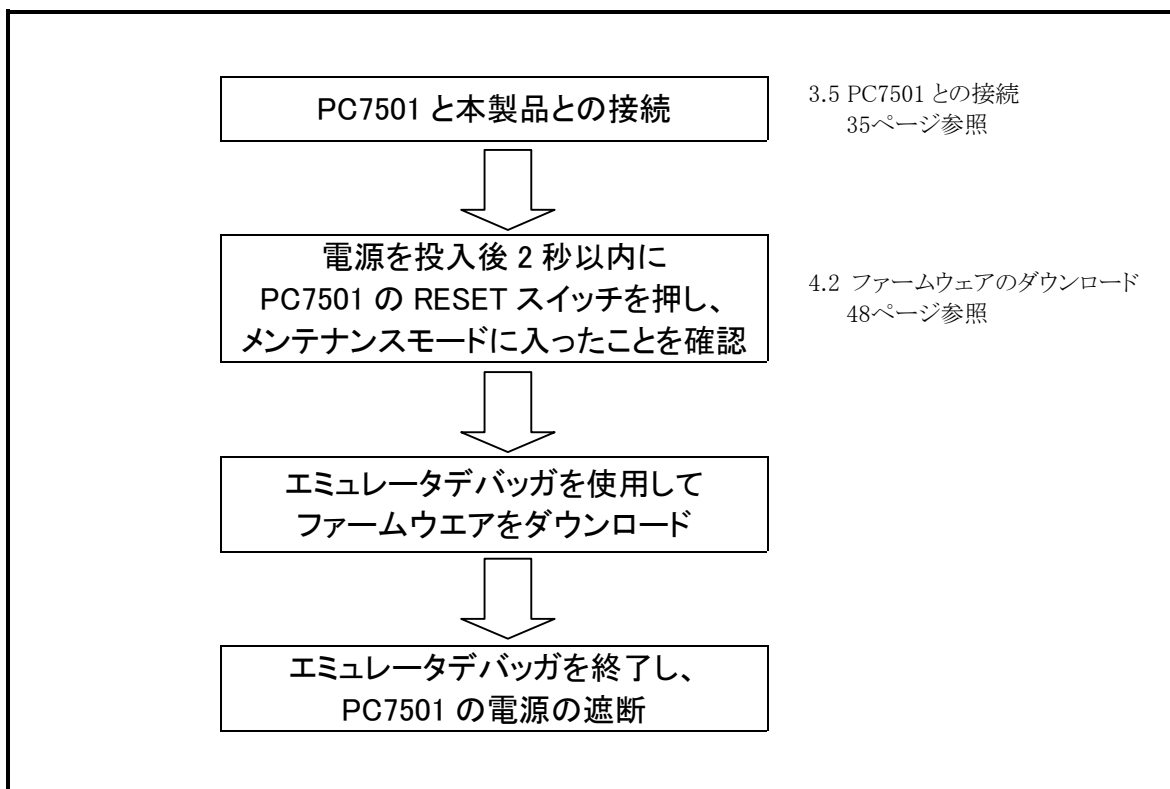 PC7501 と本製品との接続
3.5 PC7501 との接続
35ページ参照
電源を投入後 2 秒以内に
PC7501 の RESET スイッチを押し、
メンテナンスモードに入ったことを確認
4.2 ファームウェアのダウンロード
48ページ参照
エミュレータデバッガを使用して
ファームウエアをダウンロード
エミュレータデバッガを終了し、
PC7501 の電源の遮断